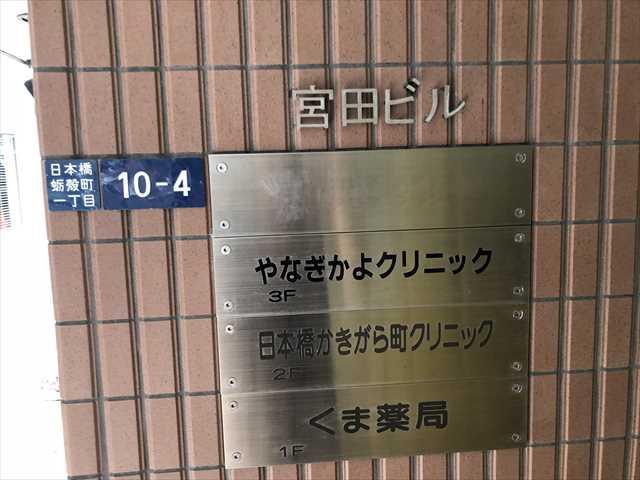 宮田ビル
日本橋
蛎殻町
一丁目
10-4
やなぎかよクリニック
3F
日本橋かきがら町クリニック
2F
くま薬局
1F